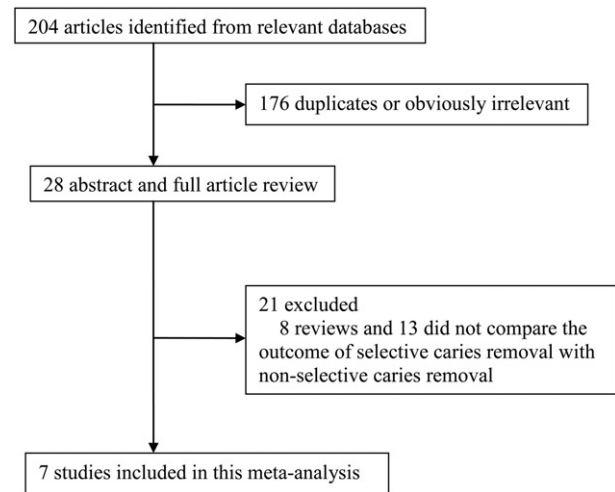 204 articles identified from relevant databases
176 duplicates or obviously irrelevant
28 abstract and full article review
21 excluded
8 reviews and 13 did not compare the
outcome of selective caries removal with
non-selective caries removal
7 studies included in this meta-analysis